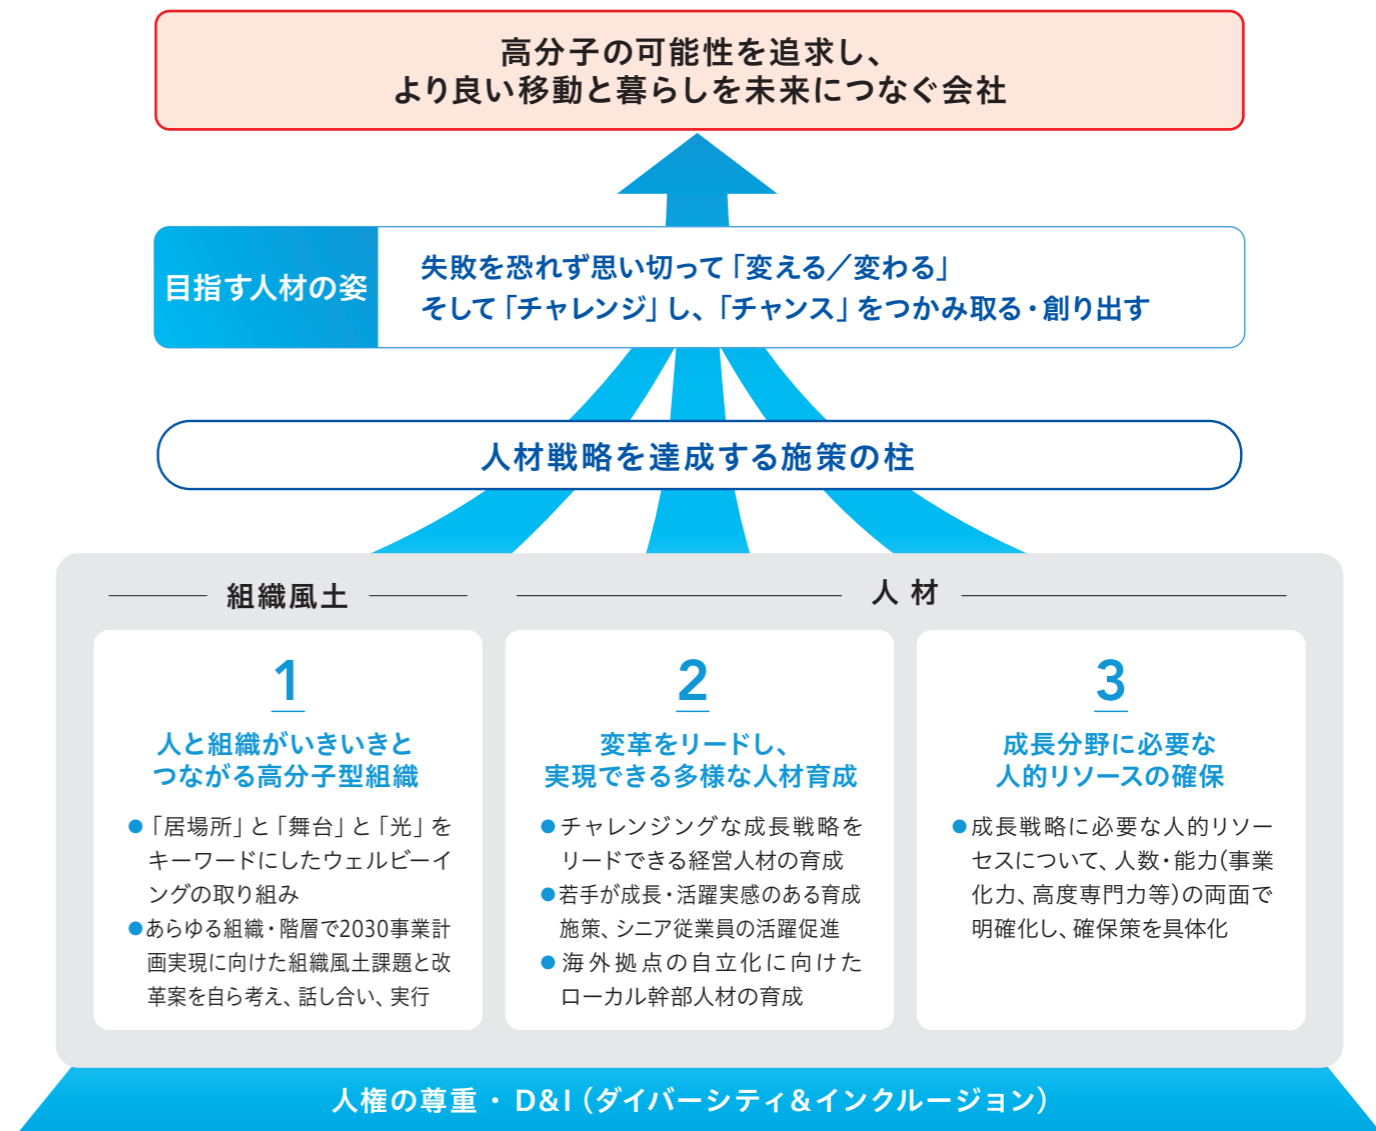 高分子の可能性を追求し、
より良い移動と暮らしを未来につなぐ会社
目指す人材の姿
失敗を恐れず思い切って「変える／変わる」
そして「チャレンジ」し、「チャンス」をつかみ取る・創り出す
人材戦略を達成する施策の柱
組織風土
1
人と組織がいきいきと
つながる高分子型組織
●「居場所」と「舞台」と「光」を
キーワードにしたウェルビーイ
ングの取り組み
●あらゆる組織・階層で2030事業計
画実現に向けた組織風土課題と改
革案を自ら考え、話し合い、実行
人 材
2
変革をリードし、
実現できる多様な人材育成
●チャレンジングな成長戦略を
リードできる経営人材の育成
●若手が成長・活躍実感のある育成
施策、シニア従業員の活躍促進
●海外拠点の自立化に向けた
ローカル幹部人材の育成
3
成長分野に必要な
人的リソースの確保
●成長戦略に必要な人的リソー
セスについて、人数・能力(事業
化力、高度専門力等)の両面で
明確化し、確保策を具体化
人権の尊重・D&I（ダイバーシティ&インクルージョン）